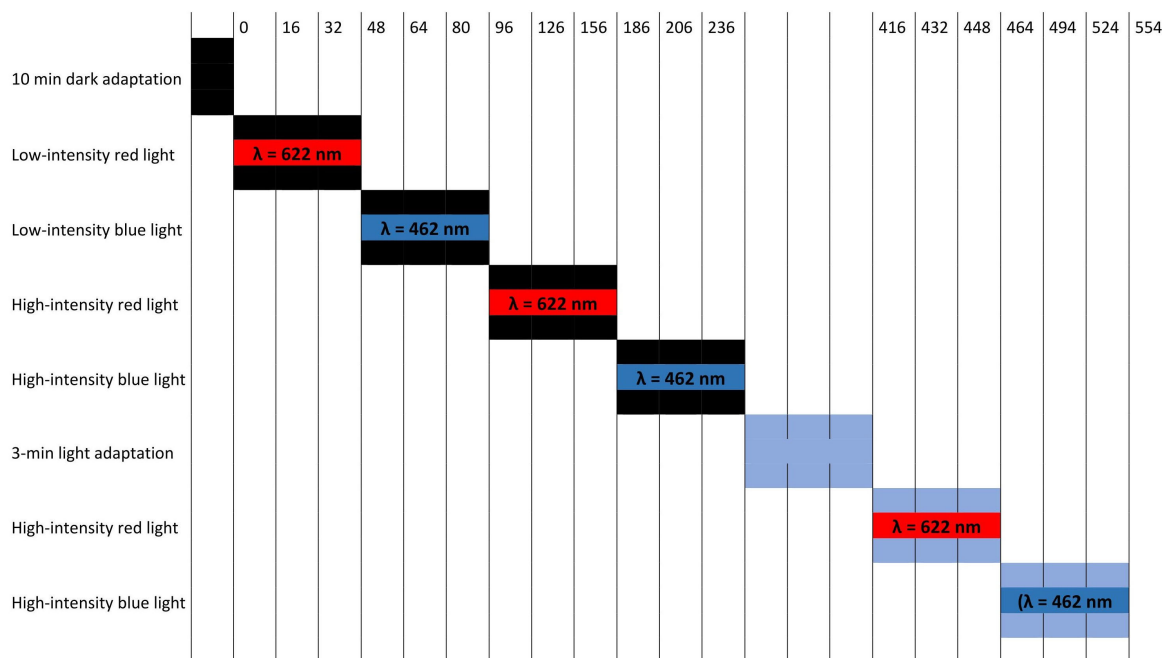 0 16 32 48 64 80 96 126 156 186 206 236 416 432 448 464 494 524 554
10 min dark adaptation
Low-intensity red light
λ = 622 nm
Low-intensity blue light
λ = 462 nm
High-intensity red light
λ = 622 nm
High-intensity blue light
λ = 462 nm
3-min light adaptation
High-intensity red light
λ = 622 nm
High-intensity blue light
(λ = 462 nm